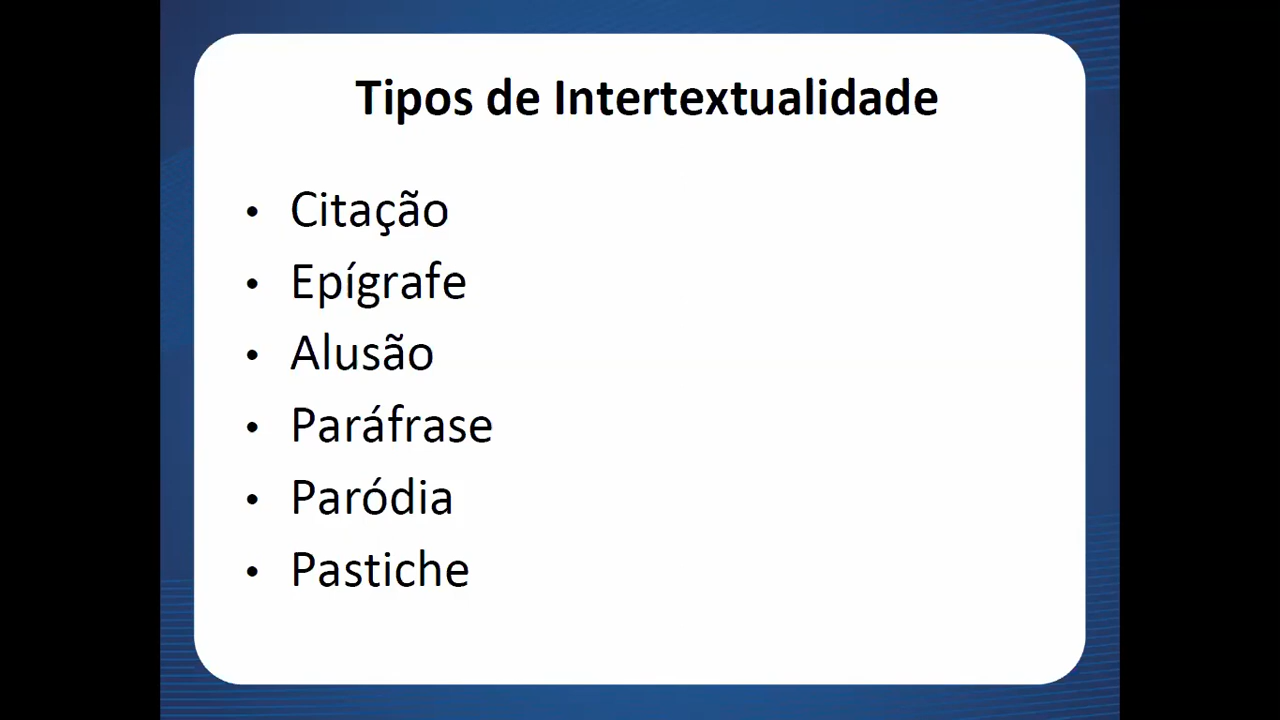 Tipos de Intertextualidade
• Citação
• Epígrafe
• Alusão
• Paráfrase
• Paródia
• Pastiche